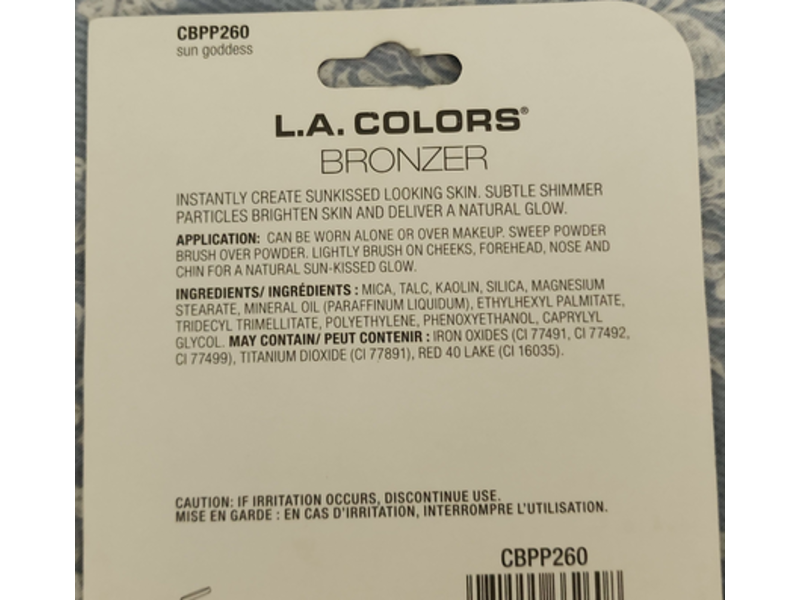 CBPP260
sun goddess
L.A. COLORS®
BRONZER
INSTANTLY CREATE SUNKISSED LOOKING SKIN. SUBTLE SHIMMER
PARTICLES BRIGHTEN SKIN AND DELIVER A NATURAL GLOW.
APPLICATION: CAN BE WORN ALONE OR OVER MAKEUP. SWEEP POWDER
BRUSH OVER POWDER. LIGHTLY BRUSH ON CHEEKS, FOREHEAD, NOSE AND
CHIN FOR A NATURAL SUN-KISSED GLOW.
INGREDIENTS/ INGRÉDIENTS : MICA, TALC, KAOLIN, SILICA, MAGNESIUM
STEARATE, MINERAL OIL (PARAFFINUM LIQUIDUM), ETHYLHEXYL PALMITATE,
TRIDECYL TRIMELLITATE, POLYETHYLENE, PHENOXYETHANOL, CAPRYLYL
GLYCOL. MAY CONTAIN/ PEUT CONTENIR : IRON OXIDES (CI 77491, CI 77492,
CI 77499), TITANIUM DIOXIDE (CI 77891), RED 40 LAKE (CI 16035).
CAUTION: IF IRRITATION OCCURS, DISCONTINUE USE.
MISE EN GARDE : EN CAS D'IRRITATION, INTERROMPRE L'UTILISATION.
CBPP260